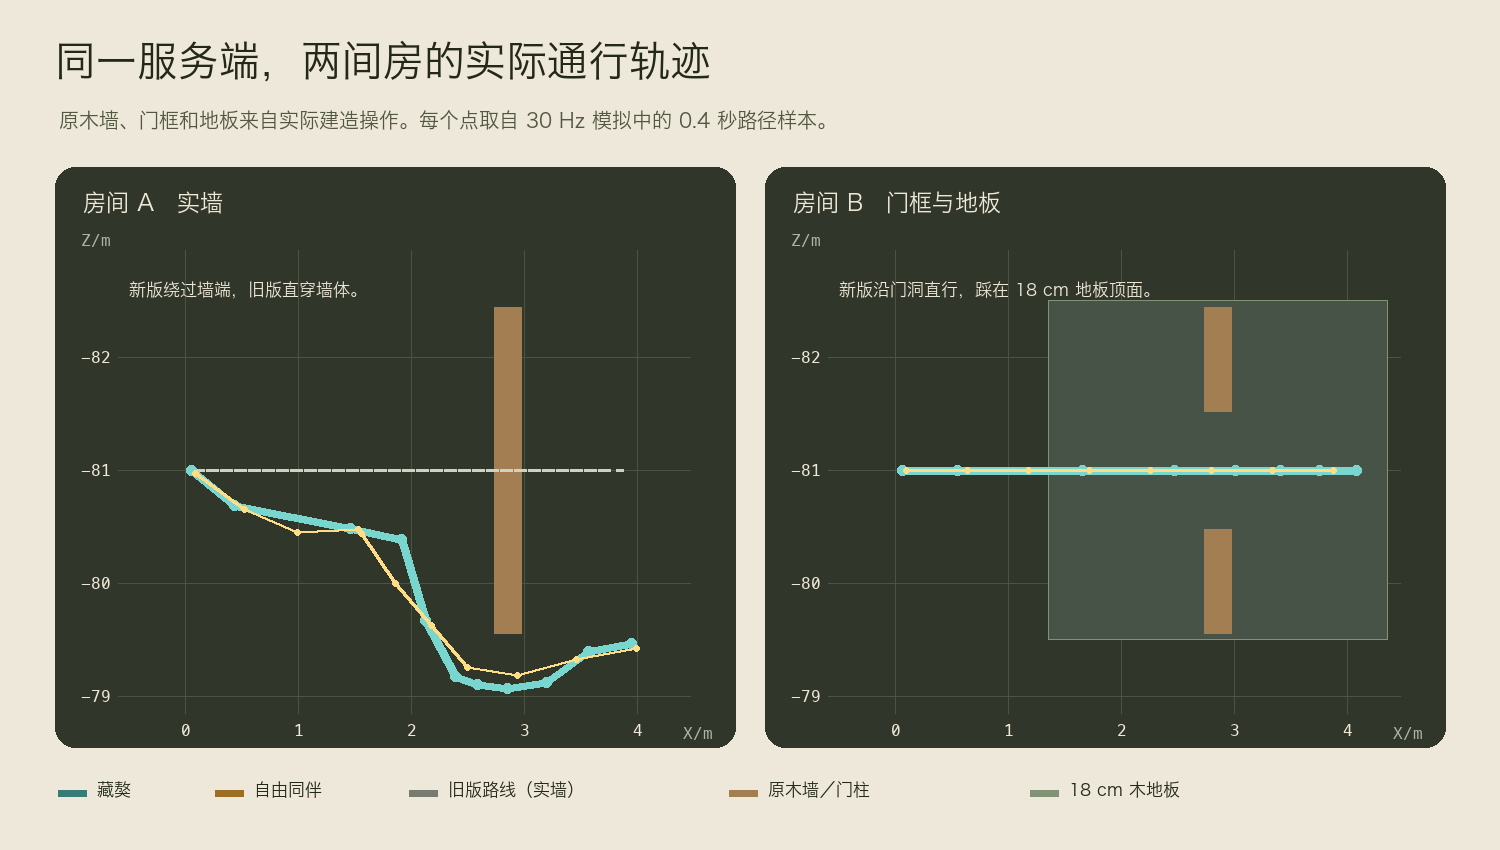 同一服务端，两间房的实际通行轨迹
原木墙、门框和地板来自实际建造操作。每个点取自 30 Hz 模拟中的 0.4 秒路径样本。
房间 A 实墙
Z/m
新版绕过墙端，旧版直穿墙体。
−82
−81
−80
−79
0 1 2 3 4 X/m
房间 B 门框与地板
Z/m
新版沿门洞直行，踩在 18 cm 地板顶面。
−82
−81
−80
−79
0 1 2 3 4 X/m
藏獒 自由同伴 旧版路线（实墙） 原木墙／门柱 18 cm 木地板